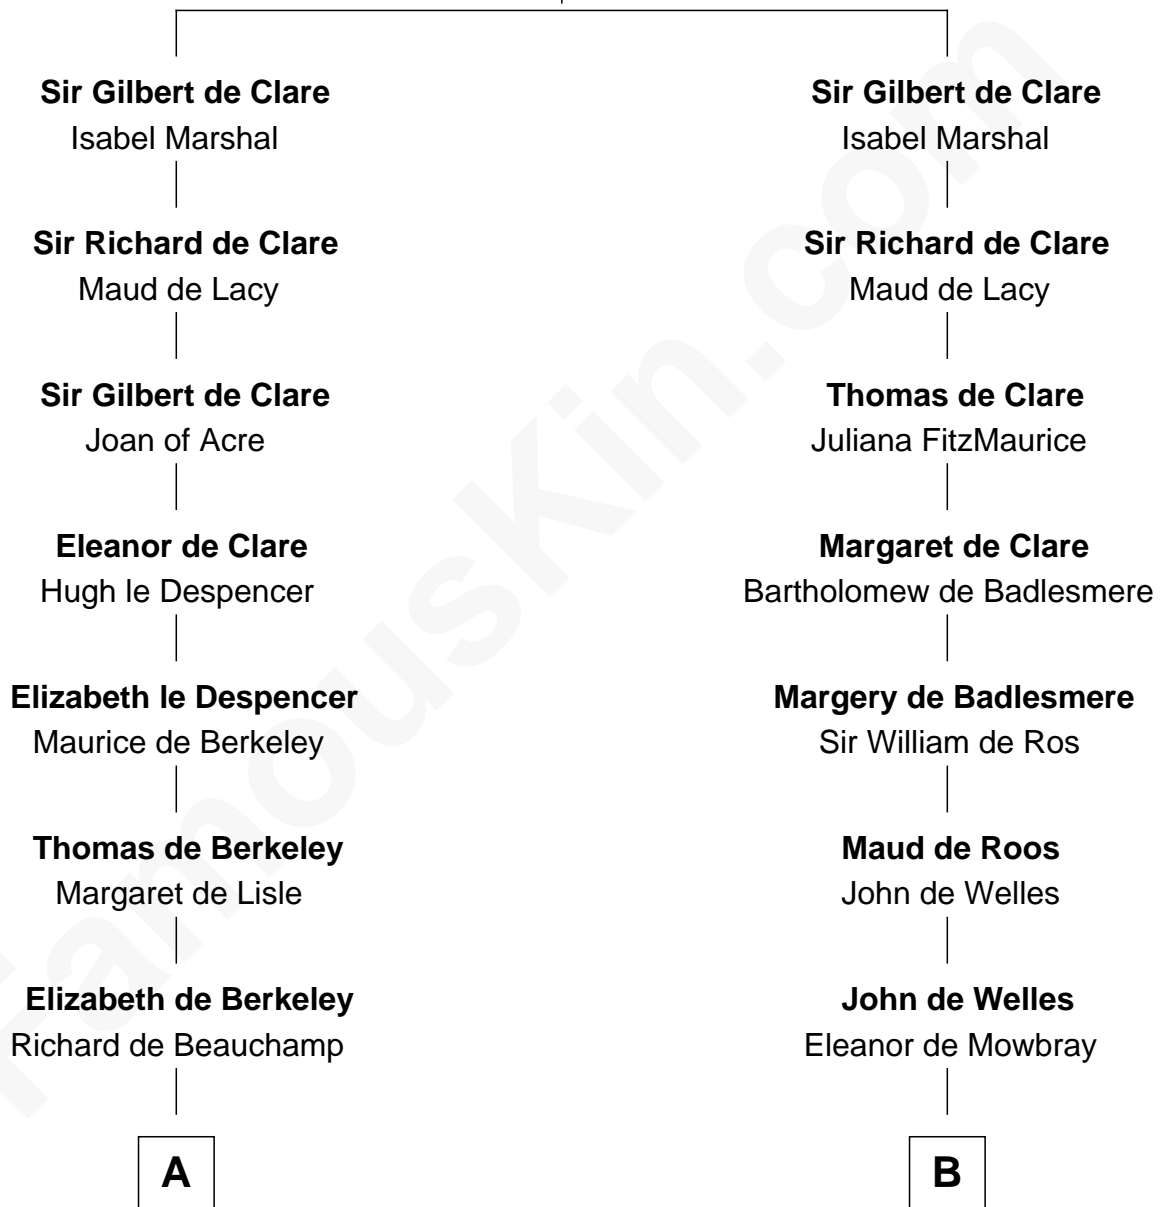 Sir Gilbert de Clare
Isabel Marshal
Sir Richard de Clare
Maud de Lacy
Sir Gilbert de Clare
Joan of Acre
Eleanor de Clare
Hugh le Despencer
Elizabeth le Despencer
Maurice de Berkeley
Thomas de Berkeley
Margaret de Lisle
Elizabeth de Berkeley
Richard de Beauchamp
A
Sir Gilbert de Clare
Isabel Marshal
Sir Richard de Clare
Maud de Lacy
Thomas de Clare
Juliana FitzMaurice
Margaret de Clare
Bartholomew de Badlesmere
Margery de Badlesmere
Sir William de Ros
Maud de Roos
John de Welles
John de Welles
Eleanor de Mowbray
B
FamousKin.com